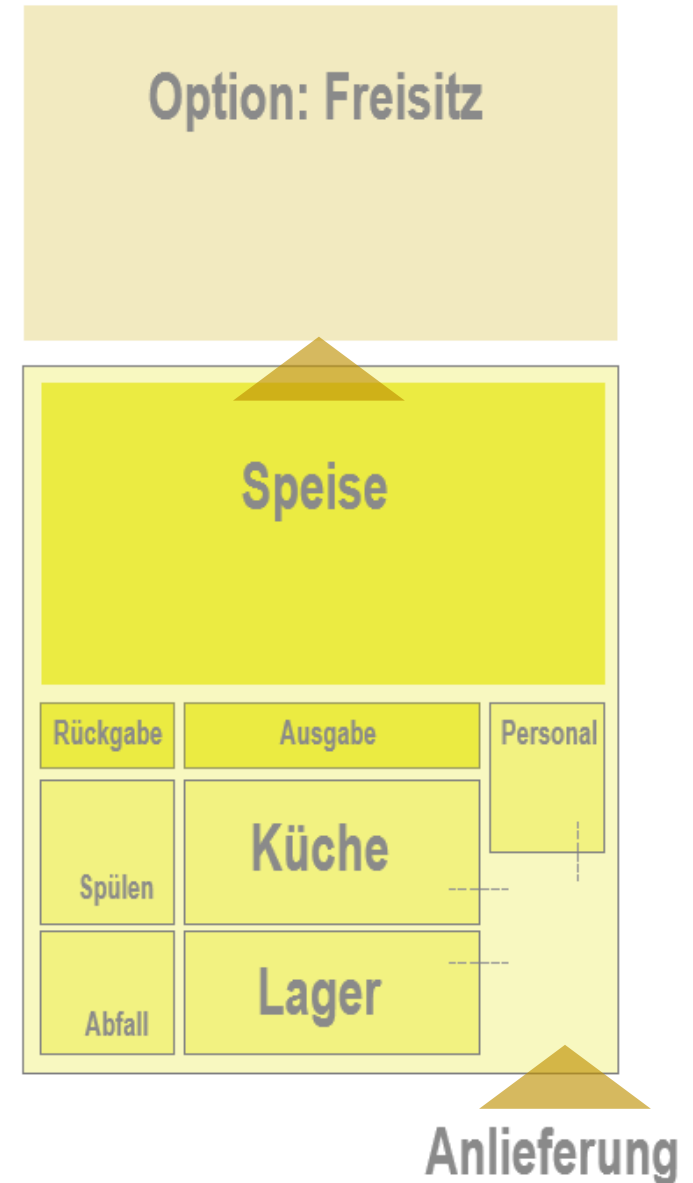 Option: Freisitz
Speise
Rückgabe
Ausgabe
Personal
Küche
Spülen
Lager
Abfall
Anlieferung